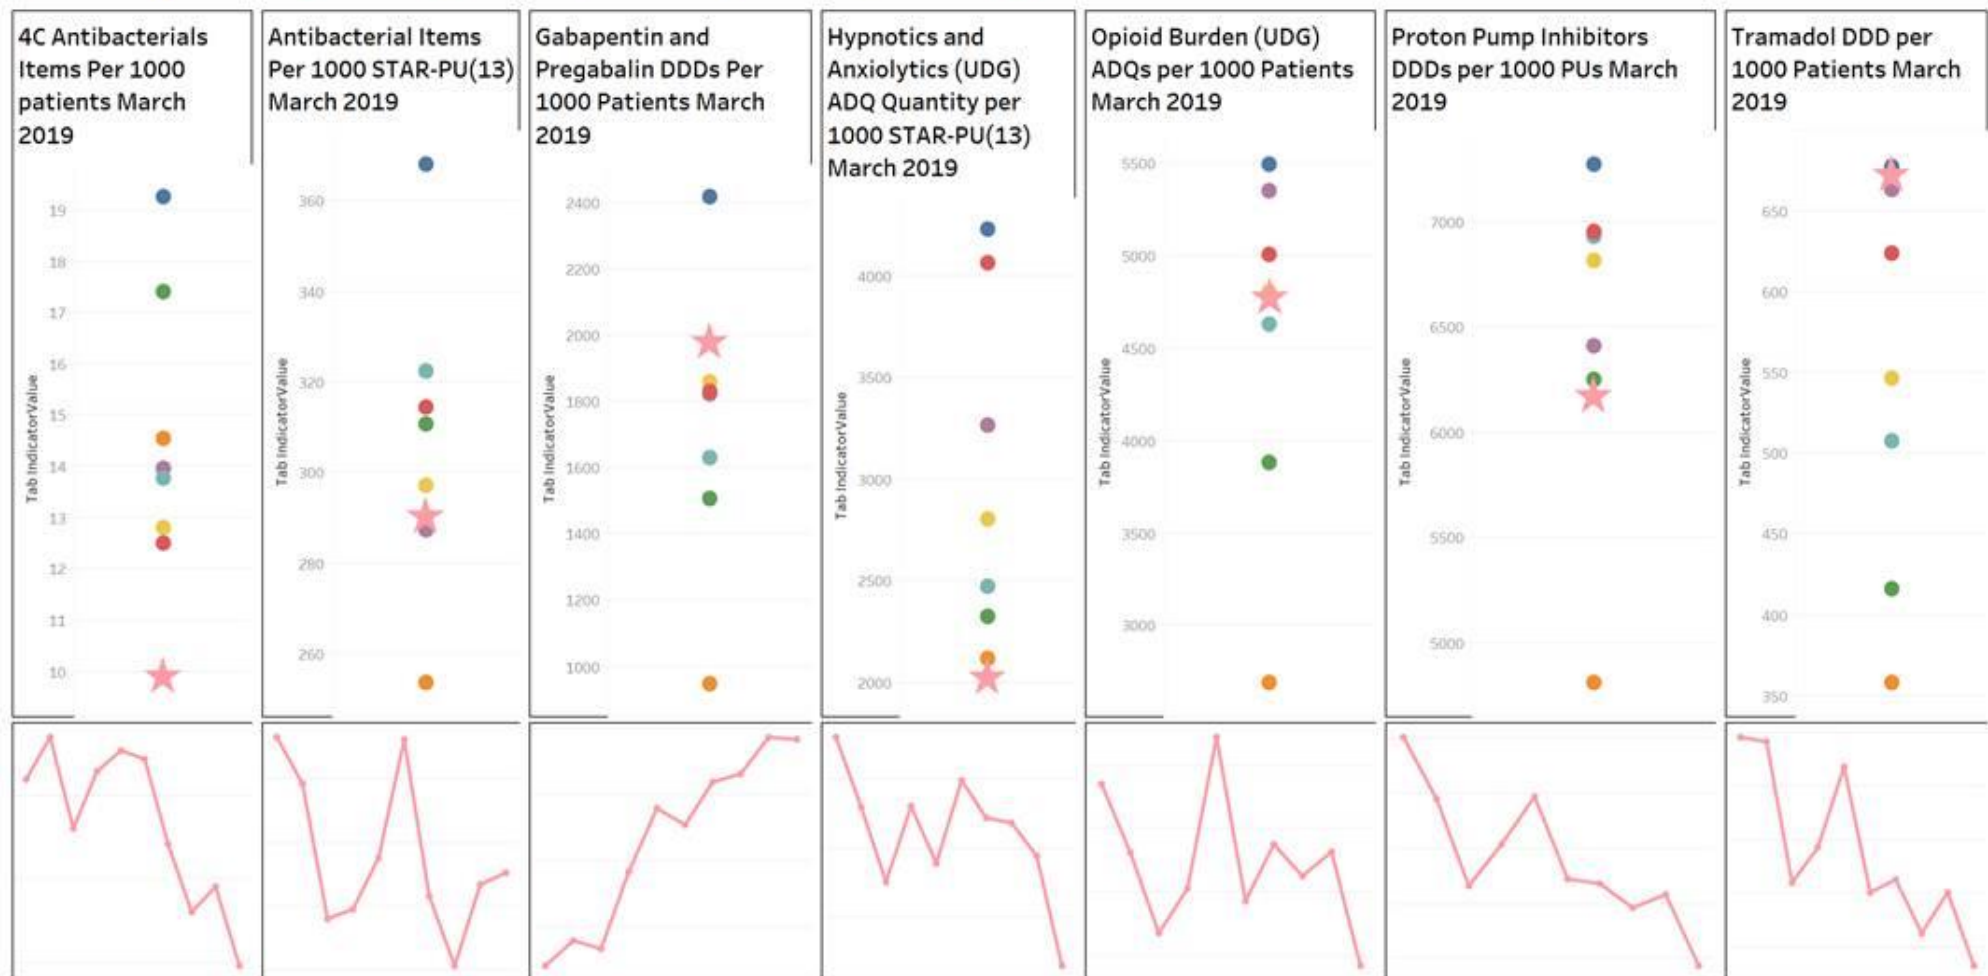 4C Antibacterials
Items Per 1000
patients March
2019
19
18
17
16
15
14
13
12
11
10
Tab IndicatorValue
Antibacterial Items
Per 1000 STAR-PU(13)
March 2019
360
340
320
300
280
260
Tab IndicatorValue
Gabapentin and
Pregabalin DDDs Per
1000 Patients March
2019
2400
2200
2000
1800
1600
1400
1200
1000
Tab IndicatorValue
Hypnotics and
Anxiolytics (UDG)
ADQ Quantity per
1000 STAR-PU(13)
March 2019
4000
3500
3000
2500
2000
Tab IndicatorValue
Opioid Burden (UDG)
ADQs per 1000 Patients
March 2019
5500
5000
4500
4000
3500
3000
Tab IndicatorValue
Proton Pump Inhibitors
DDDs per 1000 PUs March
2019
7000
6500
6000
5500
5000
Tab IndicatorValue
Tramadol DDD per
1000 Patients March
2019
650
600
550
500
450
400
350
Tab IndicatorValue